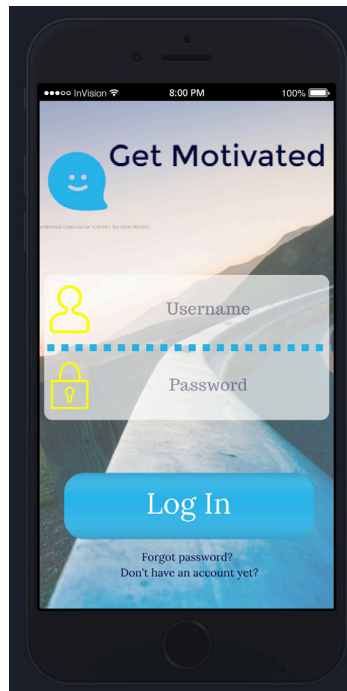 InVision
8:00 PM
100%
Get Motivated
Username
Password
Log In
Forgot password?
Don't have an account yet?